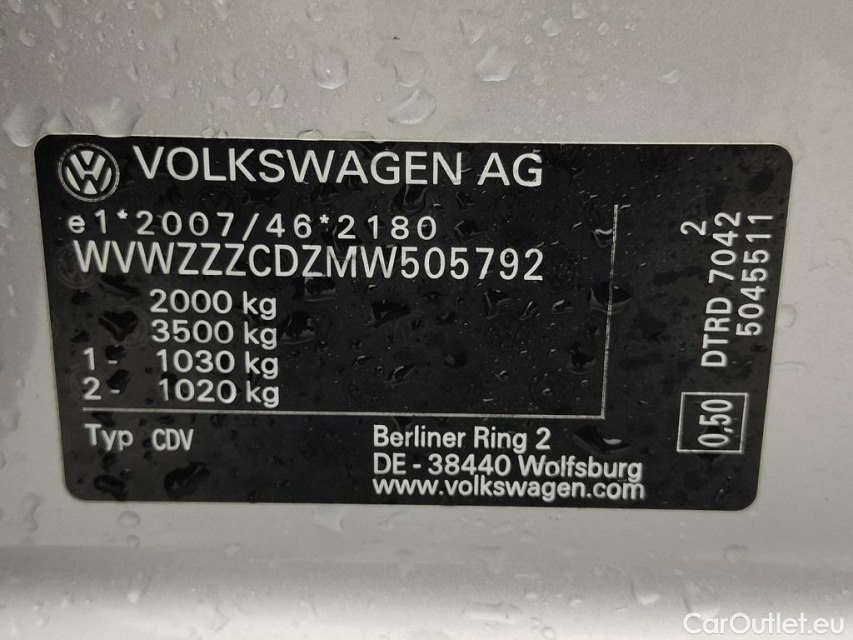 VOLKSWAGEN AG
e1*2007/46*2180
WVWZZZCDZMW505792
2000 kg
3500 kg
1- 1030 kg
2- 1020 kg
Typ CDV
Berliner Ring 2
DE - 38440 Wolfsburg
www.volkswagen.com
2
DTRD 7042
5045511
0,50
CarOutlet.eu